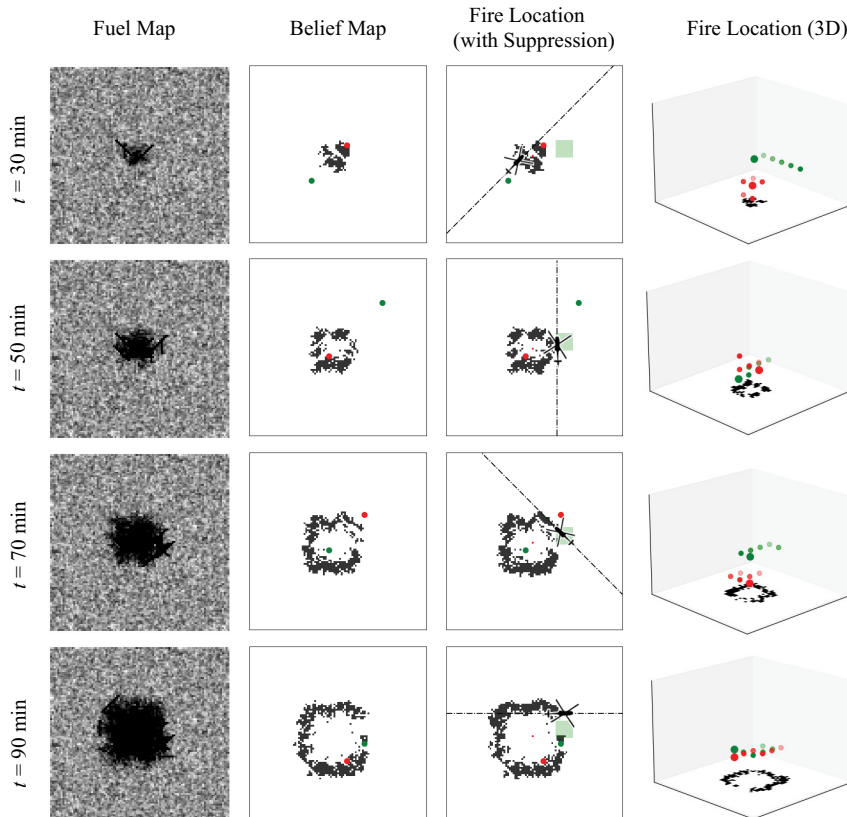 Fuel Map
Belief Map
Fire Location
(with Suppression)
Fire Location (3D)
t = 30 min
t = 50 min
t = 70 min
t = 90 min